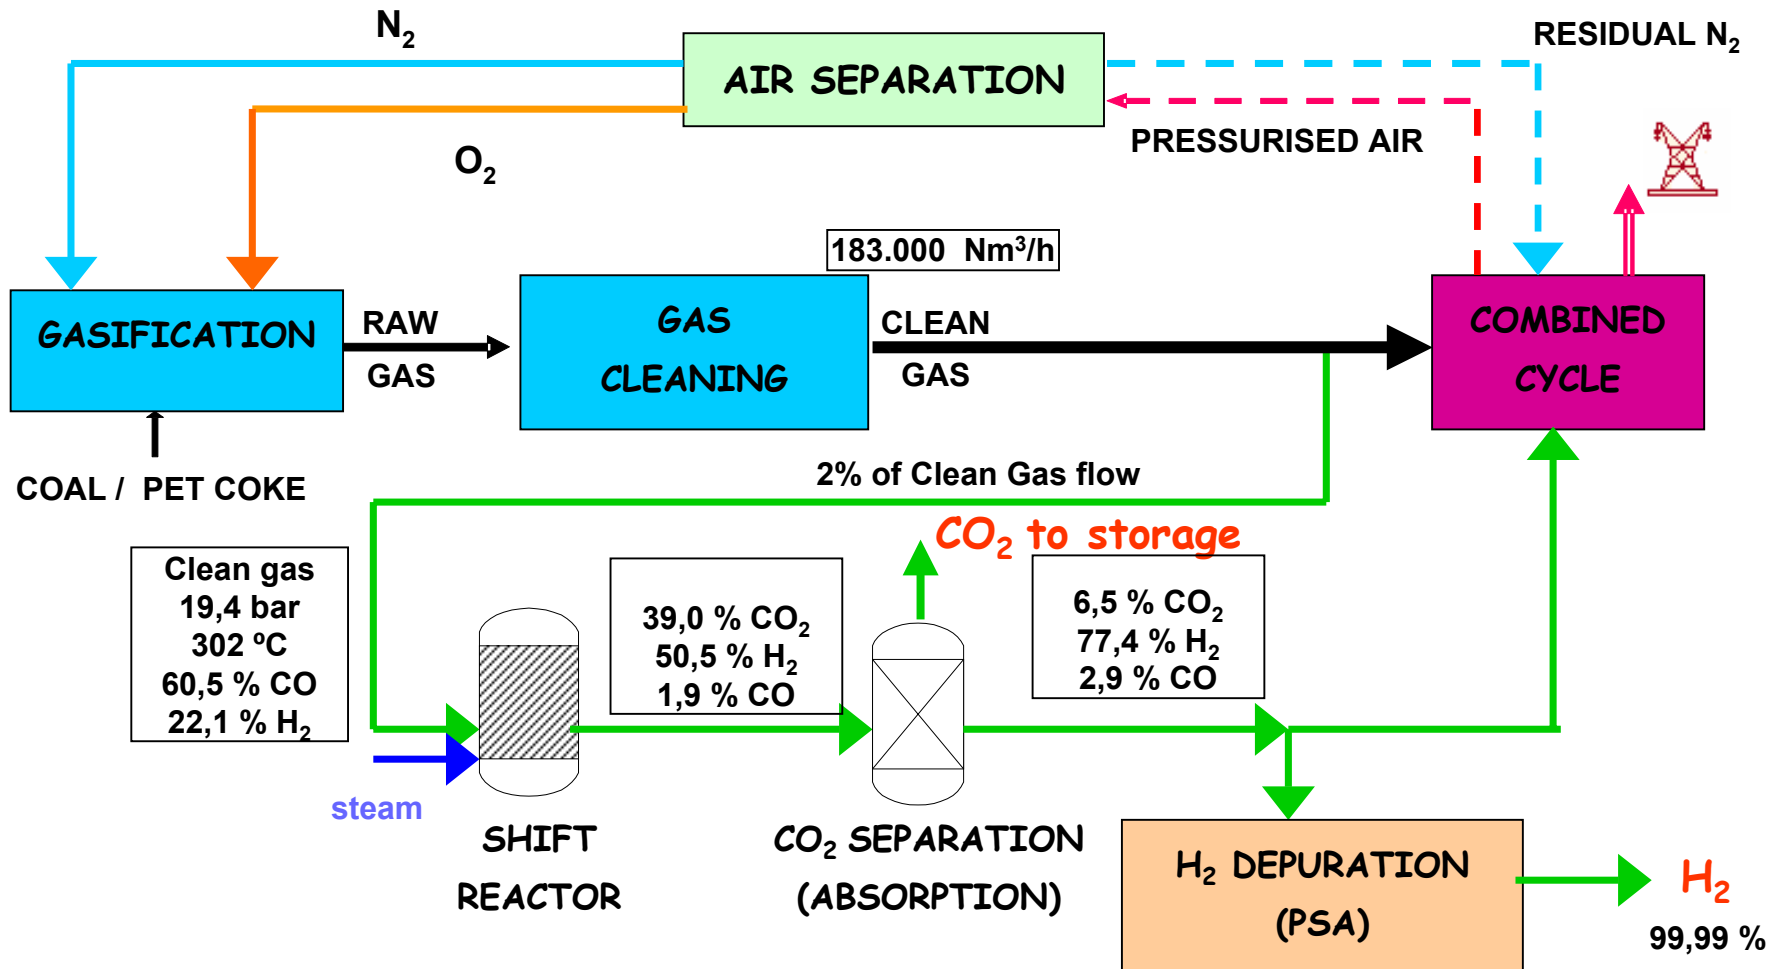 N₂
AIR SEPARATION
RESIDUAL N₂
PRESSURISED AIR
O₂
183.000 Nm³/h
GASIFICATION
RAW
GAS
GAS
CLEANING
CLEAN
GAS
COMBINED
CYCLE
COAL / PET COKE
2% of Clean Gas flow
CO₂ to storage
Clean gas
19,4 bar
302 ºC
60,5 % CO
22,1 % H₂
39,0 % CO₂
50,5 % H₂
1,9 % CO
6,5 % CO₂
77,4 % H₂
2,9 % CO
steam
SHIFT
REACTOR
CO₂ SEPARATION
(ABSORPTION)
H₂ DEPURATION
(PSA)
H₂
99,99 %